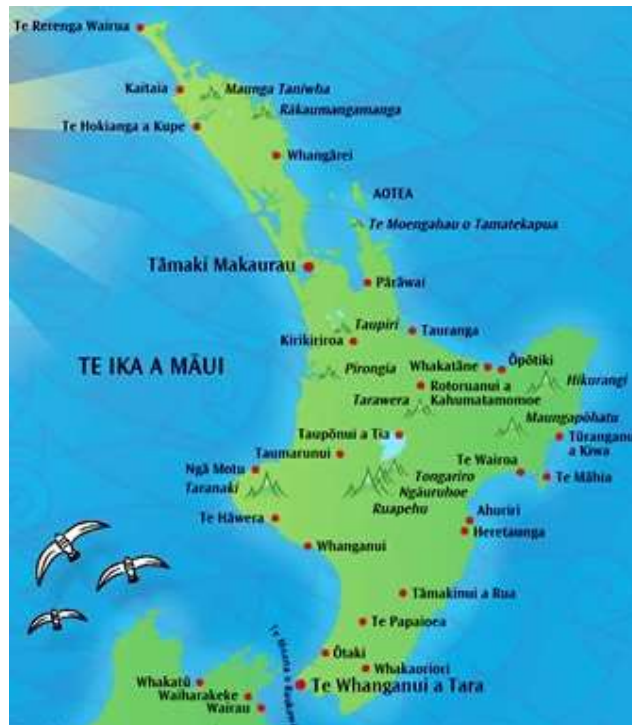 Te Rerenga Wairua
Kaitaia
Maunga Taniwha
Rākaumangamanga
Te Hokianga a Kupe
Whangārei
AOTEA
Te Moengahau o Tamatekapua
Tāmaki Makaurau
Pārāwai
Taupiri
Tauranga
Kirikiriroa
TE IKA A MĀUI
Pirongia
Whakatāne
Ōpōtiki
Hikurangi
Rotoruanui a
Kahumatamomoe
Tarawera
Maungapōhatu
Taupōnui a Tia
Tūranganui
a Kiwa
Taumarunui
Ngā Motu
Te Wairoa
Te Māhia
Taranaki
Tongariro
Ngāuruhoe
Ruapehu
Te Hāwera
Ahuriri
Heretaunga
Whanganui
Tāmakinui a Rua
Te Papaioea
Ōtaki
Whakaoriori
Te Whanganui a Tara
Whakatū
Waiharakeke
Wairau